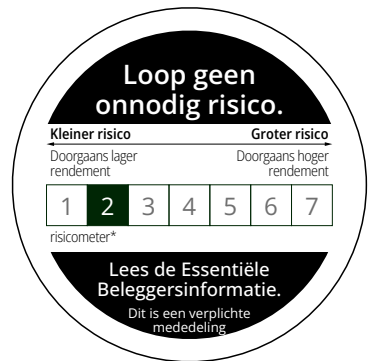 Loop geen
onnodig risico.
Kleiner risico Groter risico
Doorgaans lager Doorgaans hoger
rendement rendement
1 2 3 4 5 6 7
risicometer*
Lees de Essentiële
Beleggersinformatie.
Dit is een verplichte
mededeling